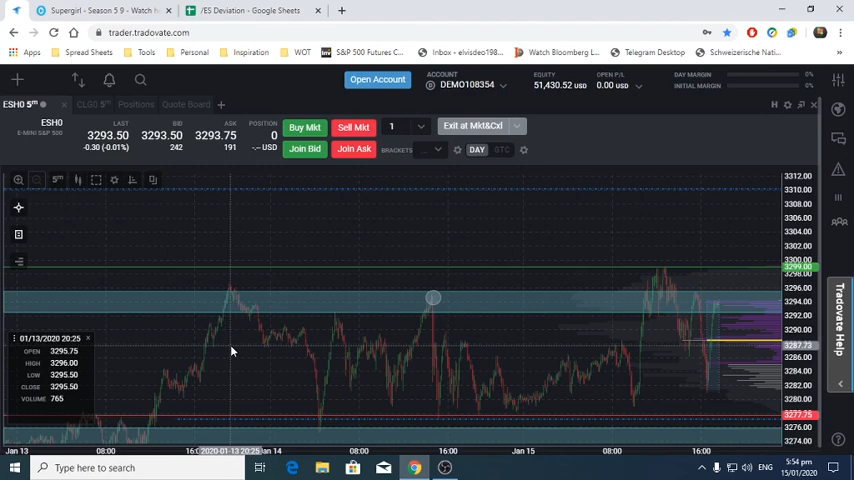 Supergirl - Season 5 9 - Watch h
/ES Deviation - Google Sheets
trader.tradovate.com
Apps
Spread Sheets
Tools
Personal
Inspiration
WOT
S&P 500 Futures C...
Inbox - elvisdeo198...
Watch Bloomberg L...
Telegram Desktop
Schweizerische Nati...
Open Account
ACCOUNT
DEMO108354
EQUITY
51,430.52 USD
OPEN P/L
0.00 USD
DAY MARGIN
0%
INITIAL MARGIN
0%
ESH0 5m
CLG0 5m
Positions
Quote Board
ESH0
E-MINI S&P 500
LAST
3293.50
-0.30 (-0.01%)
BID
3293.50
242
ASK
3293.75
191
POSITION
0
-.-- USD
Buy Mkt
Sell Mkt
1
Exit at Mkt&Cxl
Join Bid
Join Ask
BRACKETS
DAY
GTC
5m
3312.00
3310.00
3308.00
3306.00
3304.00
3302.00
3300.00
3299.00
3298.00
3296.00
3294.00
3292.00
3290.00
3287.73
3286.00
3284.00
3282.00
3280.00
3277.75
3276.00
3274.00
01/13/2020 20:25
OPEN 3295.75
HIGH 3296.00
LOW 3295.50
CLOSE 3295.50
VOLUME 765
Tradovate Help
Jan 13
08:00
16:
2020-01-13 20:25
Jan 14
08:00
16:00
Jan 15
08:00
16:00
Type here to search
ENG
5:54 pm
15/01/2020